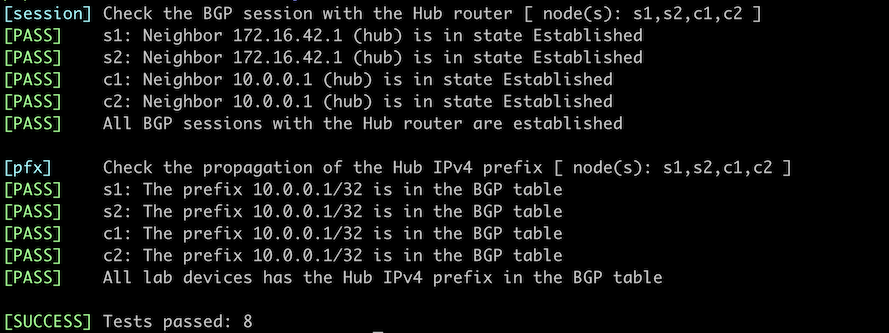 [session] Check the BGP session with the Hub router [ node(s): s1,s2,c1,c2 ]
[PASS] s1: Neighbor 172.16.42.1 (hub) is in state Established
[PASS] s2: Neighbor 172.16.42.1 (hub) is in state Established
[PASS] c1: Neighbor 10.0.0.1 (hub) is in state Established
[PASS] c2: Neighbor 10.0.0.1 (hub) is in state Established
[PASS] All BGP sessions with the Hub router are established
[pfx] Check the propagation of the Hub IPv4 prefix [ node(s): s1,s2,c1,c2 ]
[PASS] s1: The prefix 10.0.0.1/32 is in the BGP table
[PASS] s2: The prefix 10.0.0.1/32 is in the BGP table
[PASS] c1: The prefix 10.0.0.1/32 is in the BGP table
[PASS] c2: The prefix 10.0.0.1/32 is in the BGP table
[PASS] All lab devices has the Hub IPv4 prefix in the BGP table
[SUCCESS] Tests passed: 8